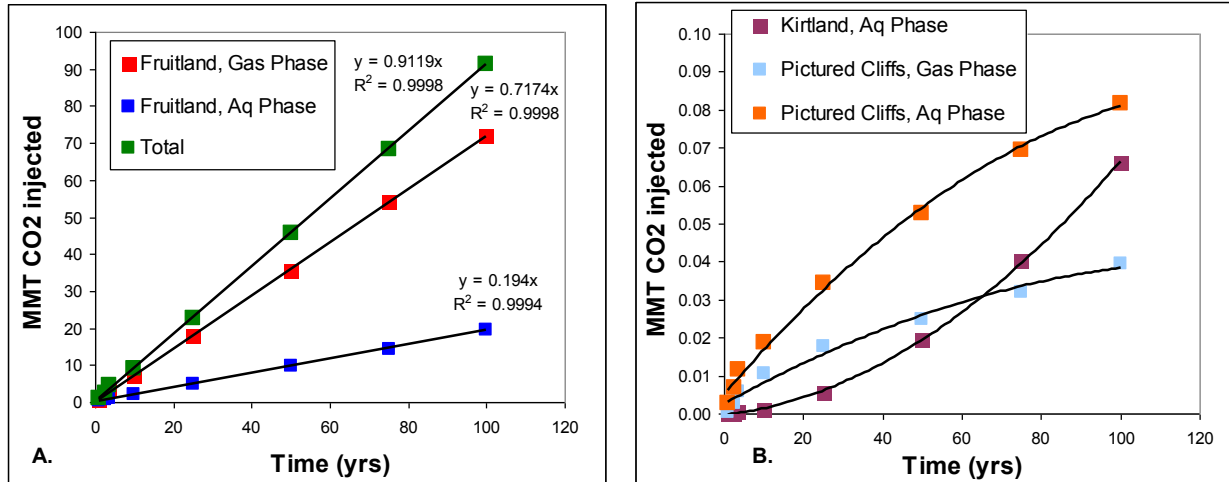 100
90
80
70
60
50
40
30
20
10
0
MMT CO2 injected
Fruitland, Gas Phase
Fruitland, Aq Phase
Total
y = 0.9119x
R² = 0.9998
y = 0.7174x
R² = 0.9998
y = 0.194x
R² = 0.9994
0 20 40 60 80 100 120
A.
Time (yrs)
0.10
0.09
0.08
0.07
0.06
0.05
0.04
0.03
0.02
0.01
0.00
MMT CO2 injected
Kirtland, Aq Phase
Pictured Cliffs, Gas Phase
Pictured Cliffs, Aq Phase
0 20 40 60 80 100 120
B.
Time (yrs)